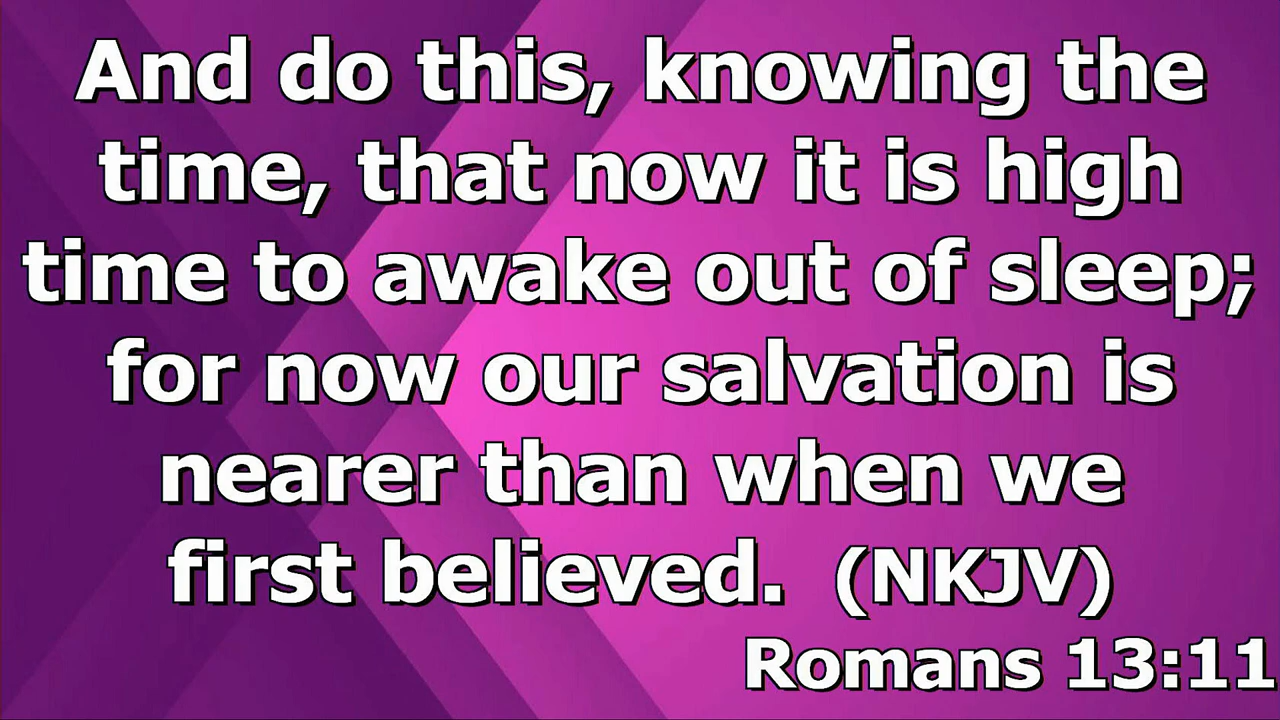 And do this, knowing the
time, that now it is high
time to awake out of sleep;
for now our salvation is
nearer than when we
first believed.  (NKJV)
Romans 13:11